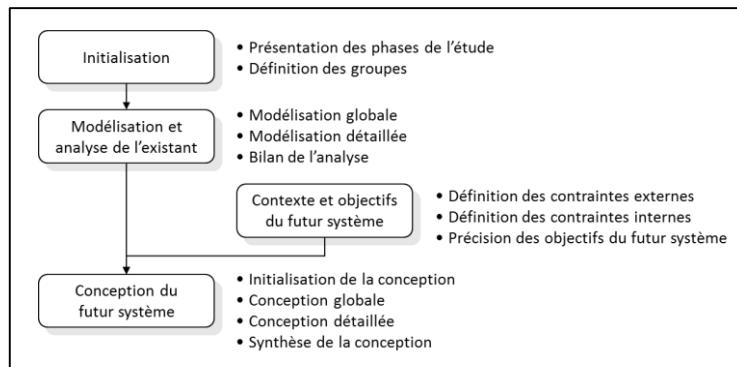 Initialisation
• Présentation des phases de l'étude
• Définition des groupes
Modélisation et
analyse de l'existant
• Modélisation globale
• Modélisation détaillée
• Bilan de l'analyse
Contexte et objectifs
du futur système
• Définition des contraintes externes
• Définition des contraintes internes
• Précision des objectifs du futur système
Conception du
futur système
• Initialisation de la conception
• Conception globale
• Conception détaillée
• Synthèse de la conception